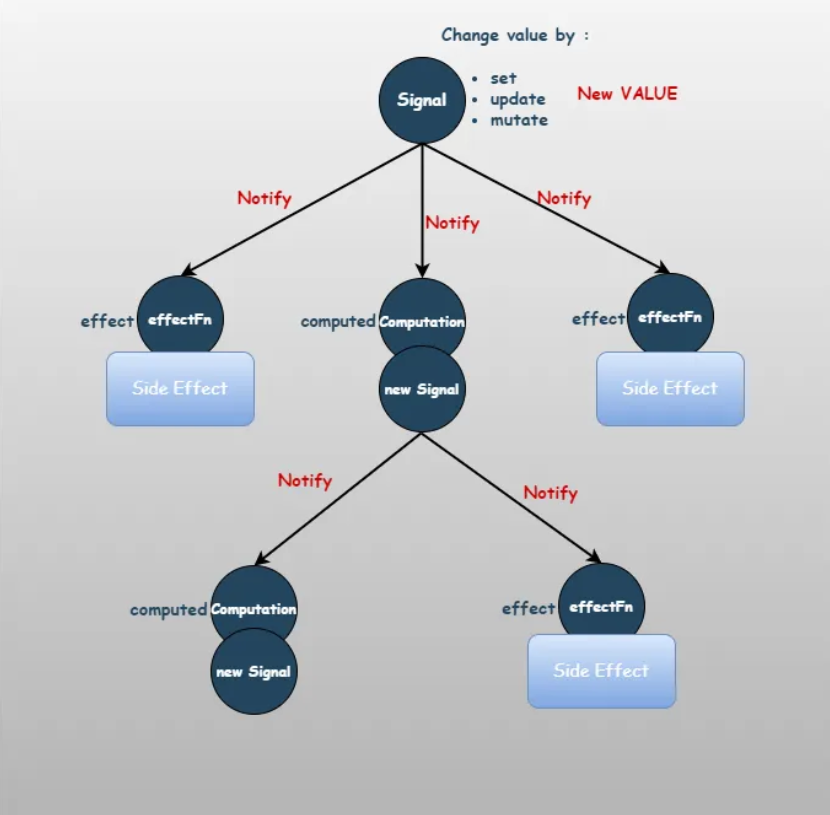 Change value by :
Signal
• set
• update
• mutate
New VALUE
Notify
Notify
Notify
effect
effectFn
Side Effect
computed
Computation
new Signal
effect
effectFn
Side Effect
Notify
Notify
computed
Computation
new Signal
effect
effectFn
Side Effect